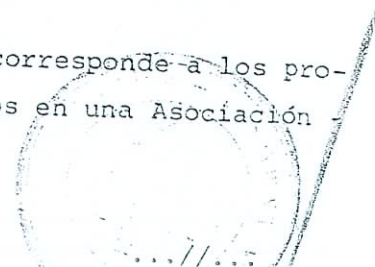 corresponde a los pro-
s en una Asociación -
...//...